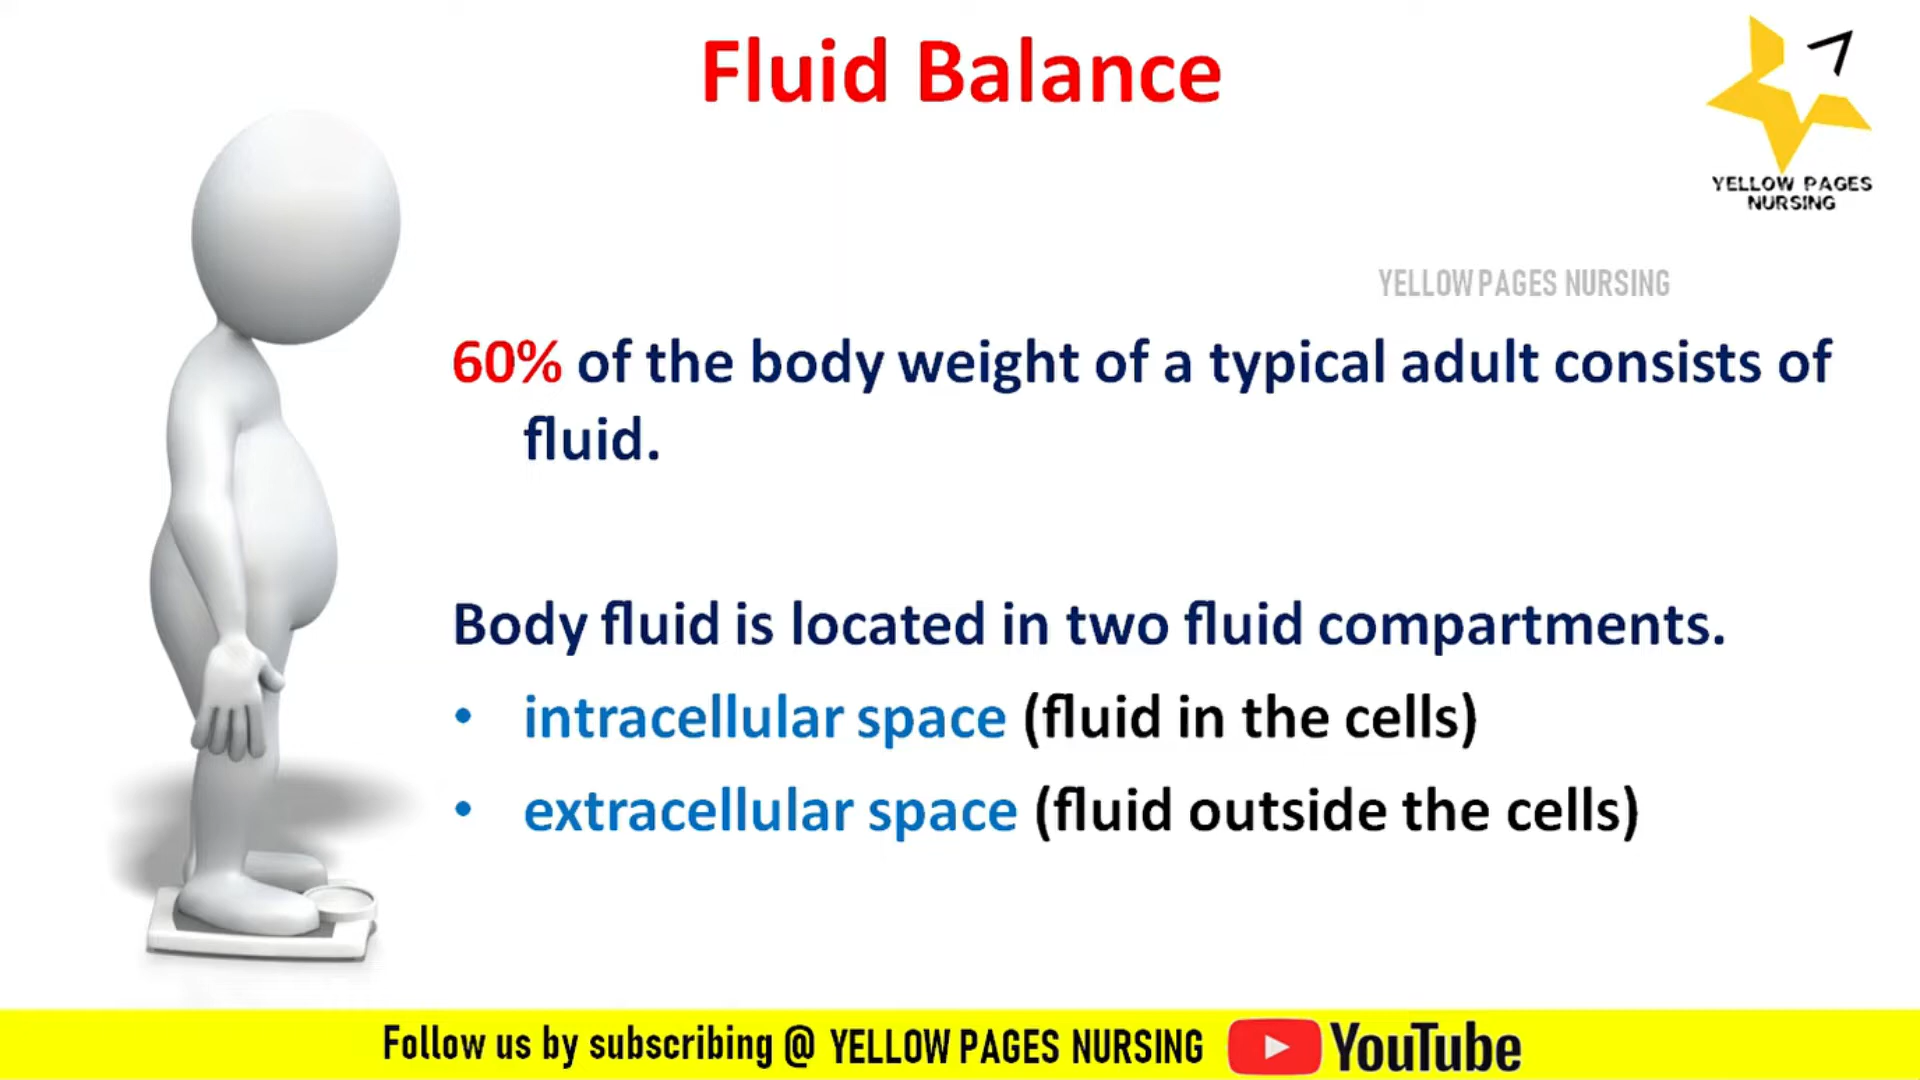 Fluid Balance
YELLOW PAGES
NURSING
YELLOW PAGES NURSING
60% of the body weight of a typical adult consists of
fluid.
Body fluid is located in two fluid compartments.
• intracellular space (fluid in the cells)
• extracellular space (fluid outside the cells)
Follow us by subscribing @ YELLOW PAGES NURSING YouTube